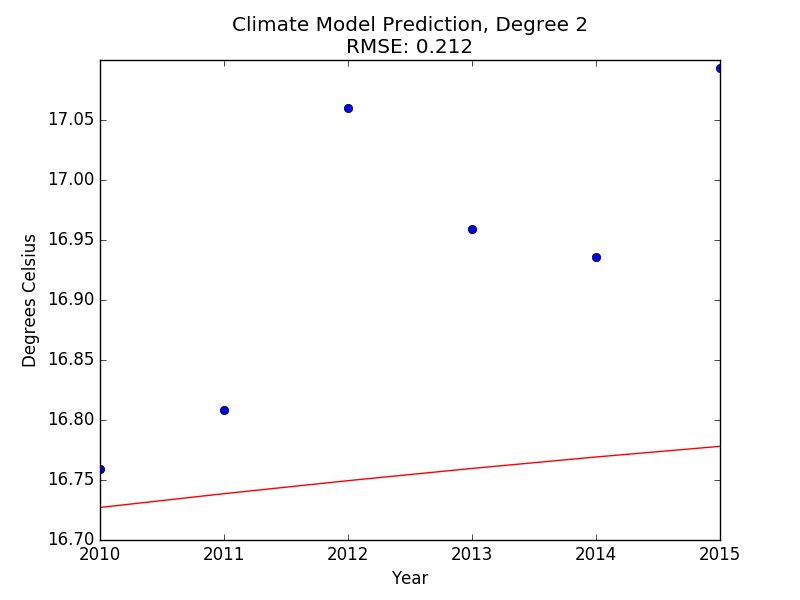 Climate Model Prediction, Degree 2
RMSE: 0.212
17.05
17.00
16.95
16.90
16.85
16.80
16.75
16.70
Degrees Celsius
2010 2011 2012 2013 2014 2015
Year